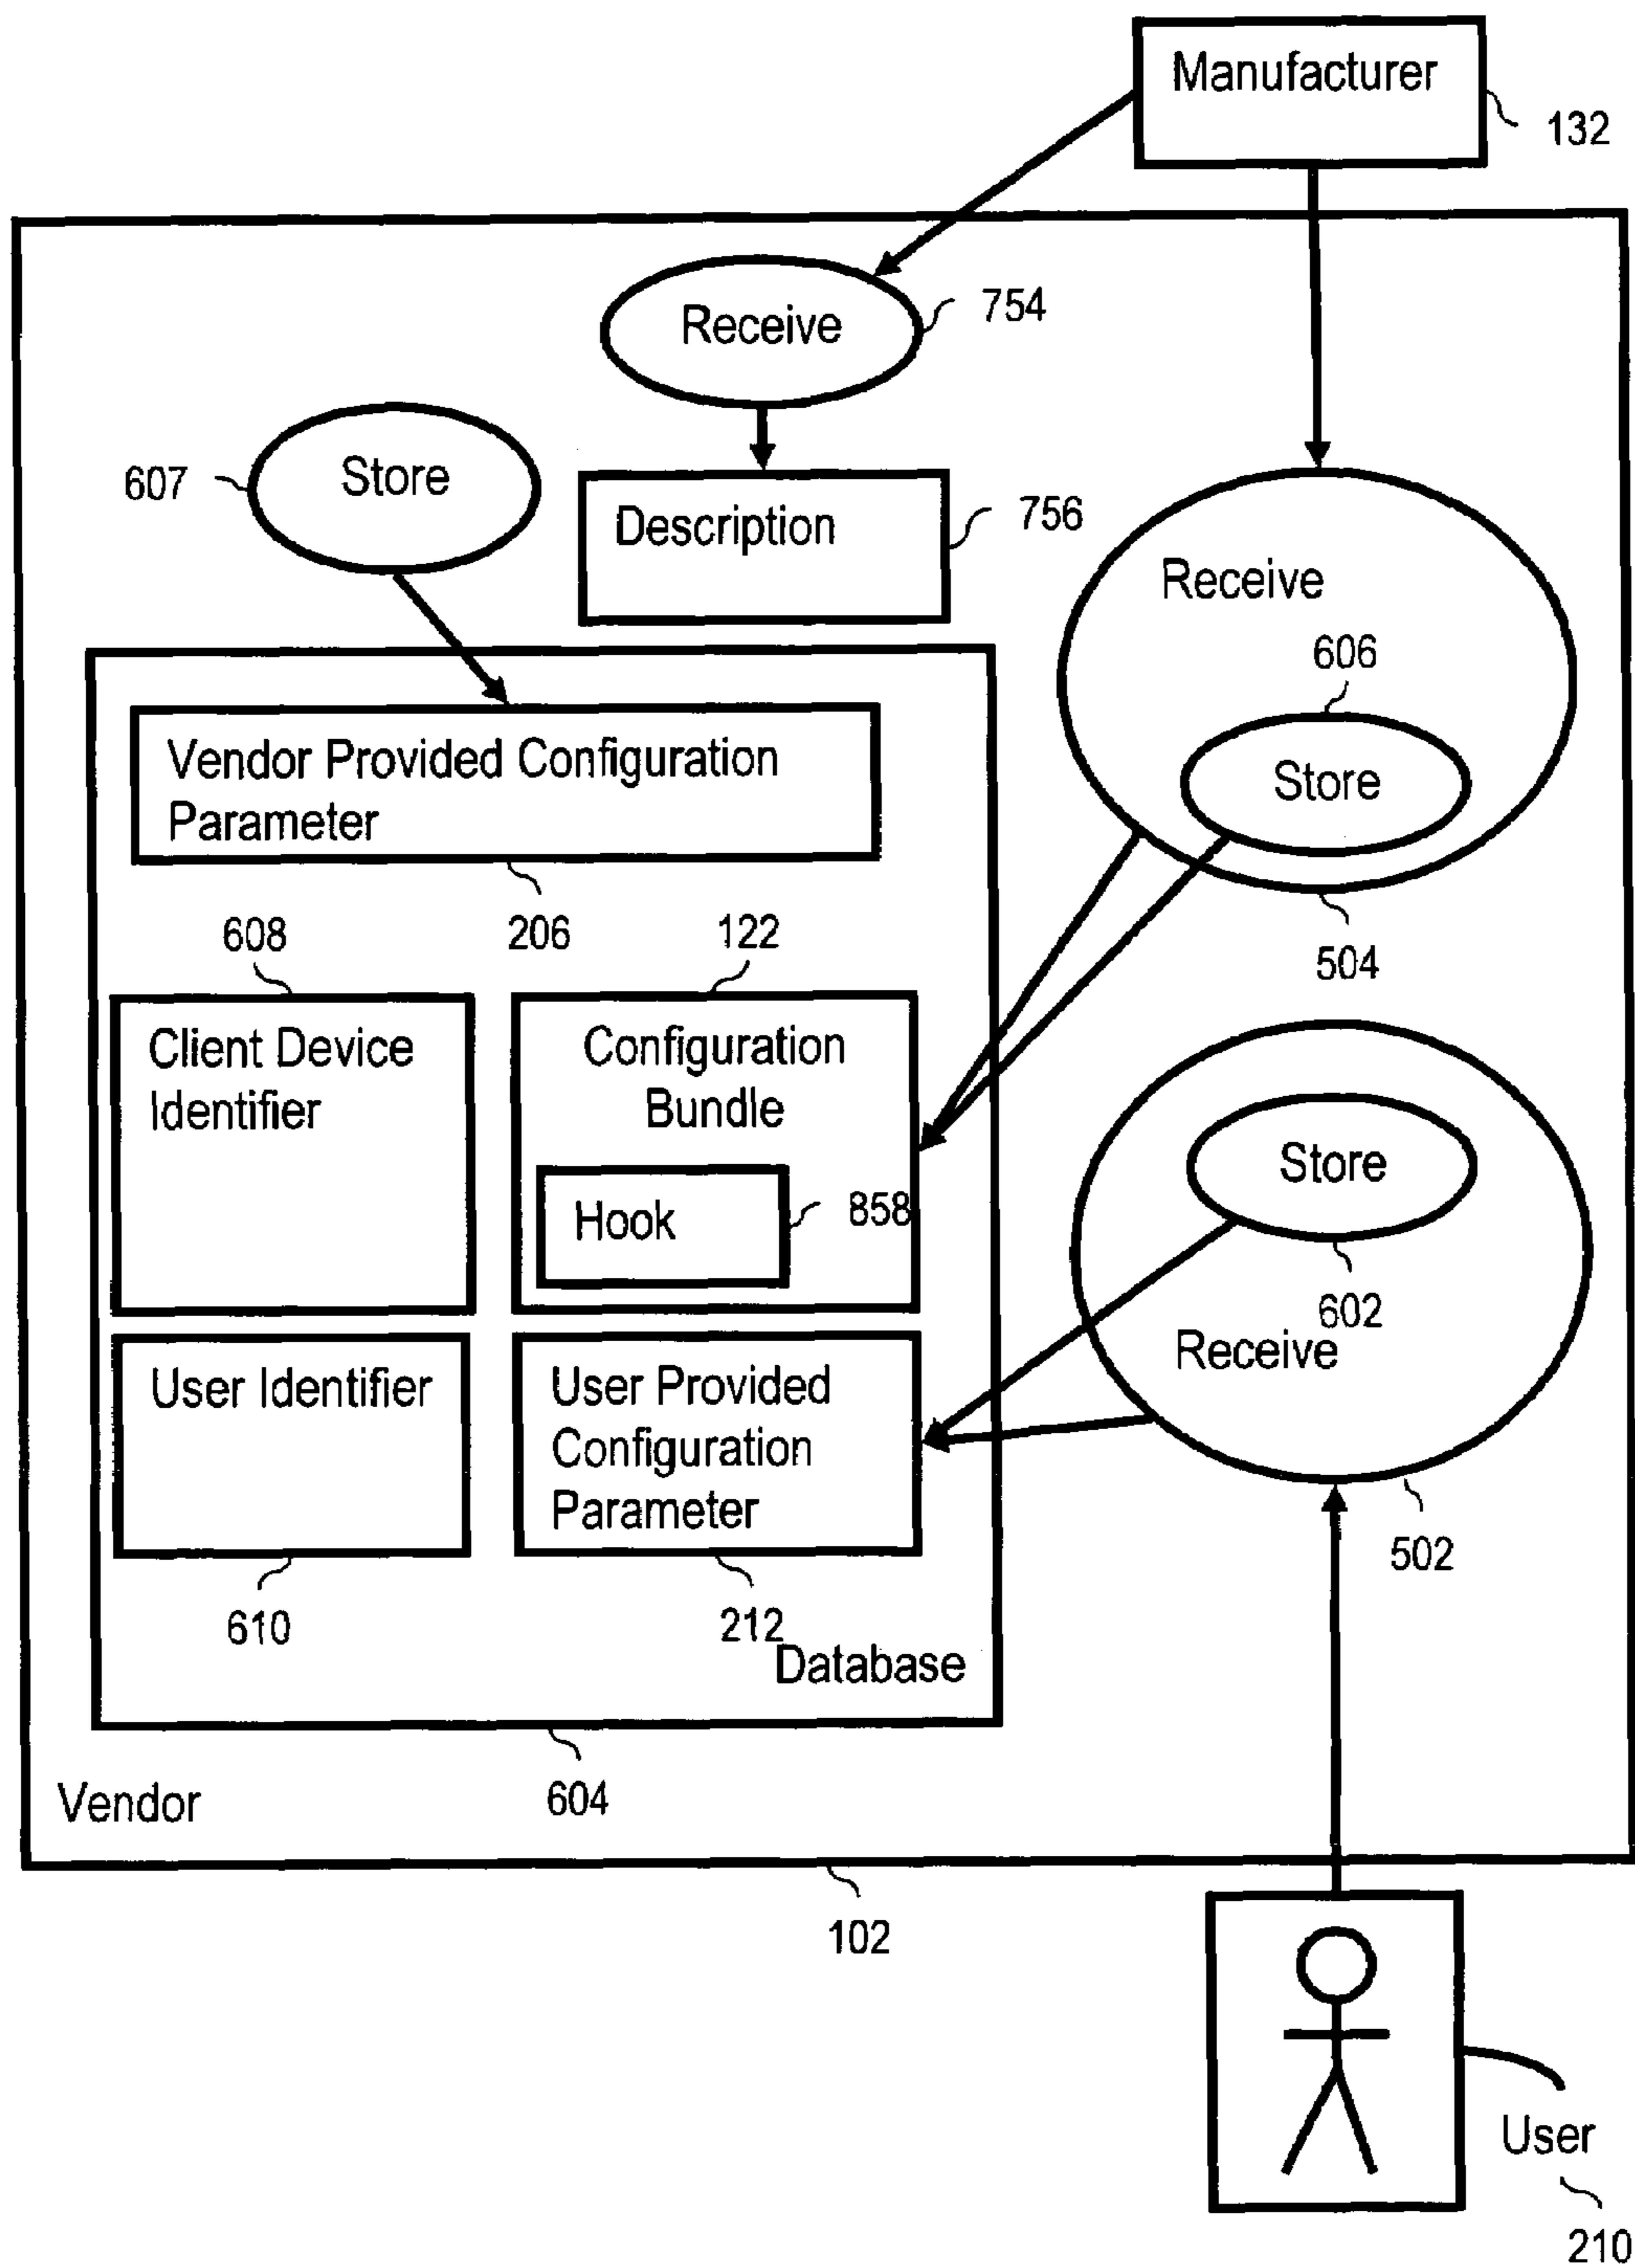 Manufacturer
132
Receive
754
Store
607
Description
756
Receive
606
Store
504
Vendor Provided Configuration
Parameter
206
608
122
Client Device
Identifier
Configuration
Bundle
Hook
858
Store
602
Receive
502
User Identifier
610
User Provided
Configuration
Parameter
212
Database
604
Vendor
102
User
210